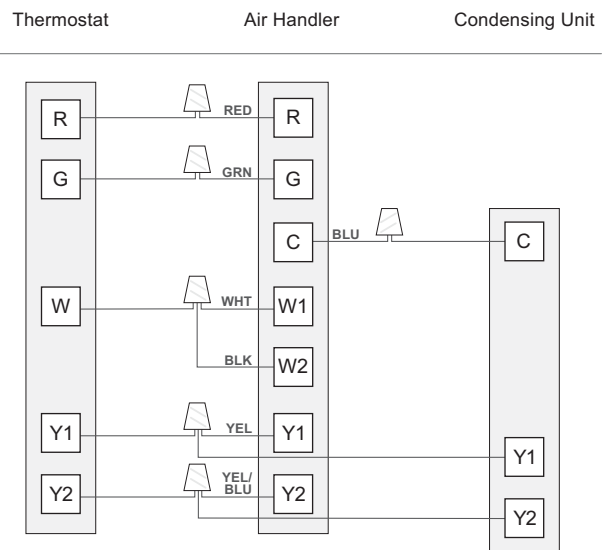 Thermostat Air Handler Condensing Unit
R RED R
G GRN G
C BLU C
W WHT W1
BLK W2
Y1 YEL Y1
Y1
Y2 YEL/
BLU Y2
Y2